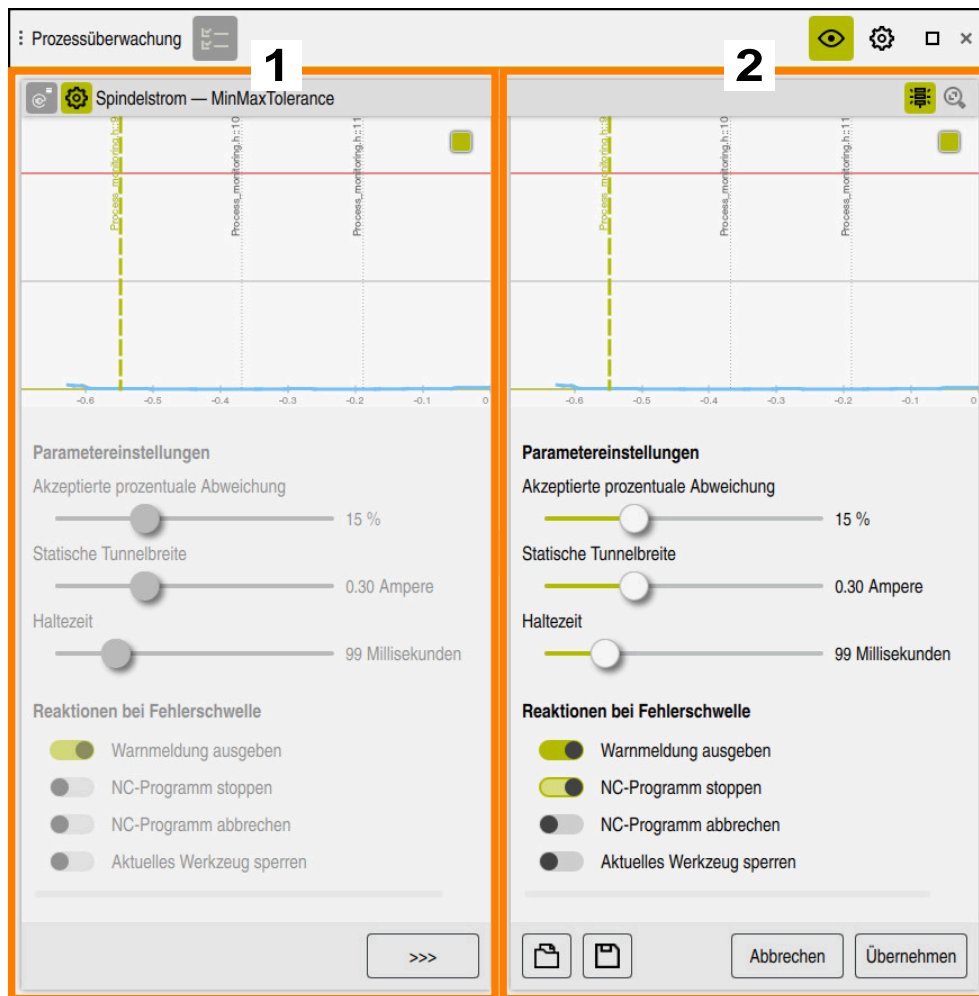 Prozessüberwachung
1
2
Spindelstrom — MinMaxTolerance
Process_monitoring.h::9
Process_monitoring.h::10
Process_monitoring.h::11
-0.6 -0.5 -0.4 -0.3 -0.2 -0.1 0
Parametereinstellungen
Akzeptierte prozentuale Abweichung
15 %
Statische Tunnelbreite
0.30 Ampere
Haltezeit
99 Millisekunden
Reaktionen bei Fehlerschwelle
Warnmeldung ausgeben
NC-Programm stoppen
NC-Programm abbrechen
Aktuelles Werkzeug sperren
>>>
Process_monitoring.h::9
Process_monitoring.h::10
Process_monitoring.h::11
-0.6 -0.5 -0.4 -0.3 -0.2 -0.1 0
Parametereinstellungen
Akzeptierte prozentuale Abweichung
15 %
Statische Tunnelbreite
0.30 Ampere
Haltezeit
99 Millisekunden
Reaktionen bei Fehlerschwelle
Warnmeldung ausgeben
NC-Programm stoppen
NC-Programm abbrechen
Aktuelles Werkzeug sperren
Abbrechen Übernehmen